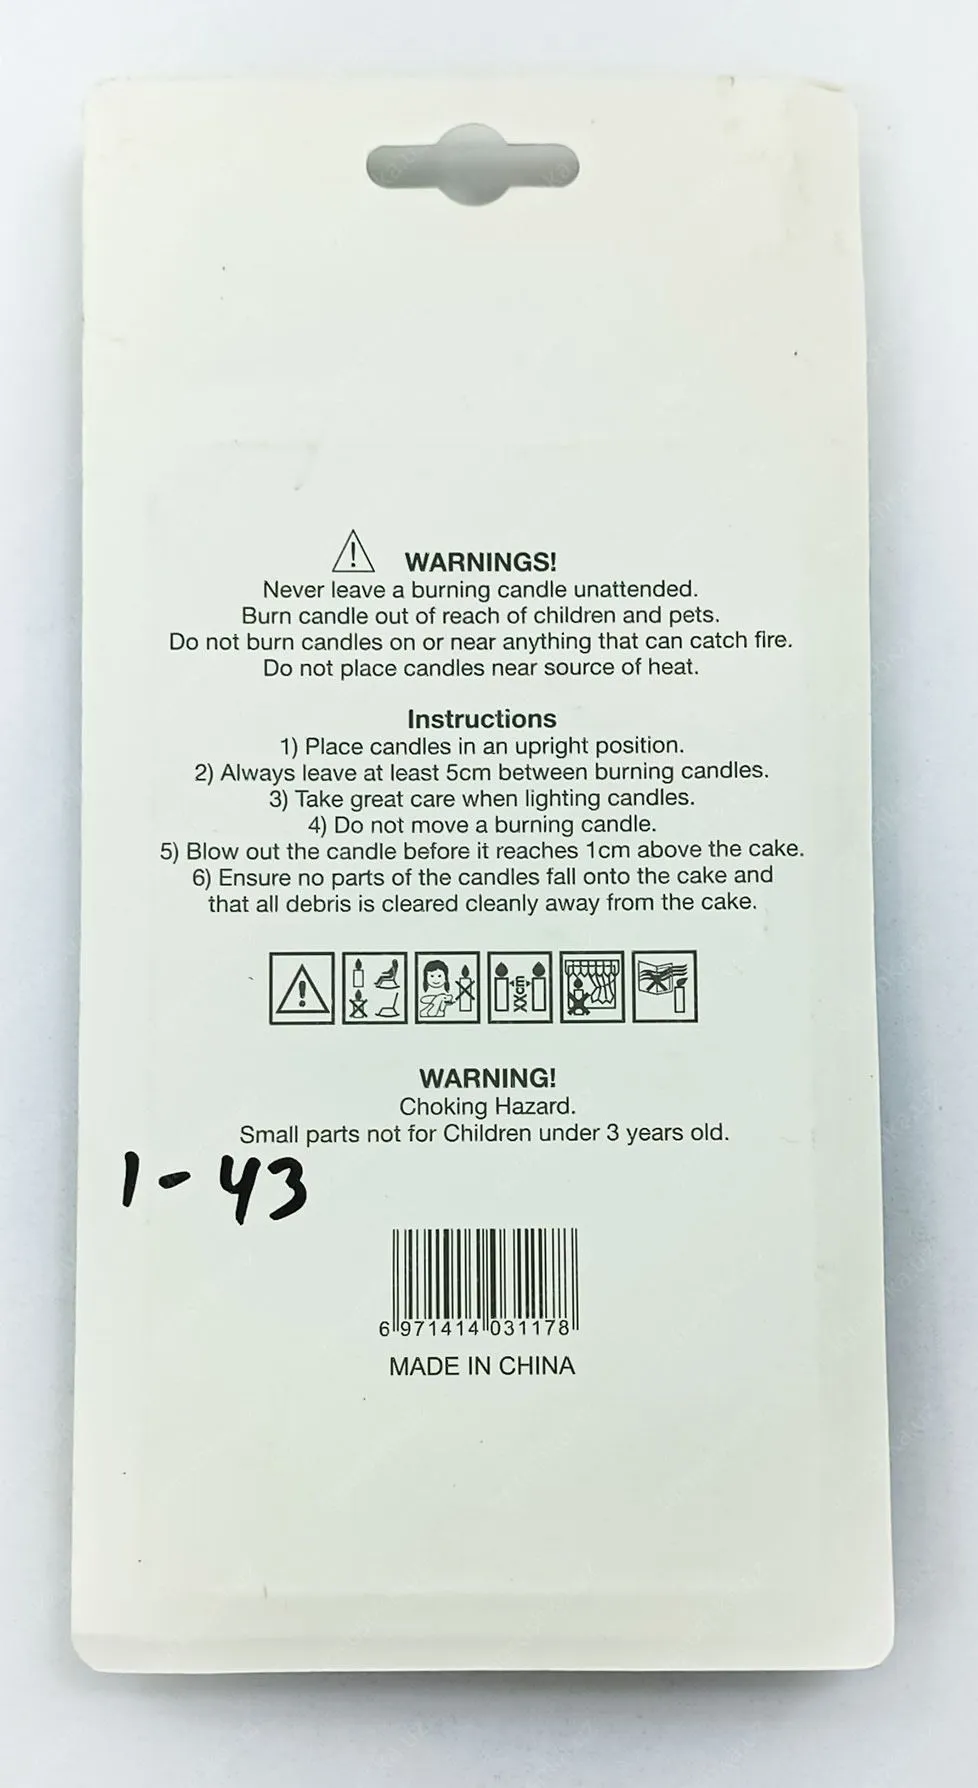 WARNINGS!
Never leave a burning candle unattended.
Burn candle out of reach of children and pets.
Do not burn candles on or near anything that can catch fire.
Do not place candles near source of heat.
Instructions
1) Place candles in an upright position.
2) Always leave at least 5cm between burning candles.
3) Take great care when lighting candles.
4) Do not move a burning candle.
5) Blow out the candle before it reaches 1cm above the cake.
6) Ensure no parts of the candles fall onto the cake and
that all debris is cleared cleanly away from the cake.
XXcm
WARNING!
Choking Hazard.
Small parts not for Children under 3 years old.
1-43
6 971414 031178
MADE IN CHINA